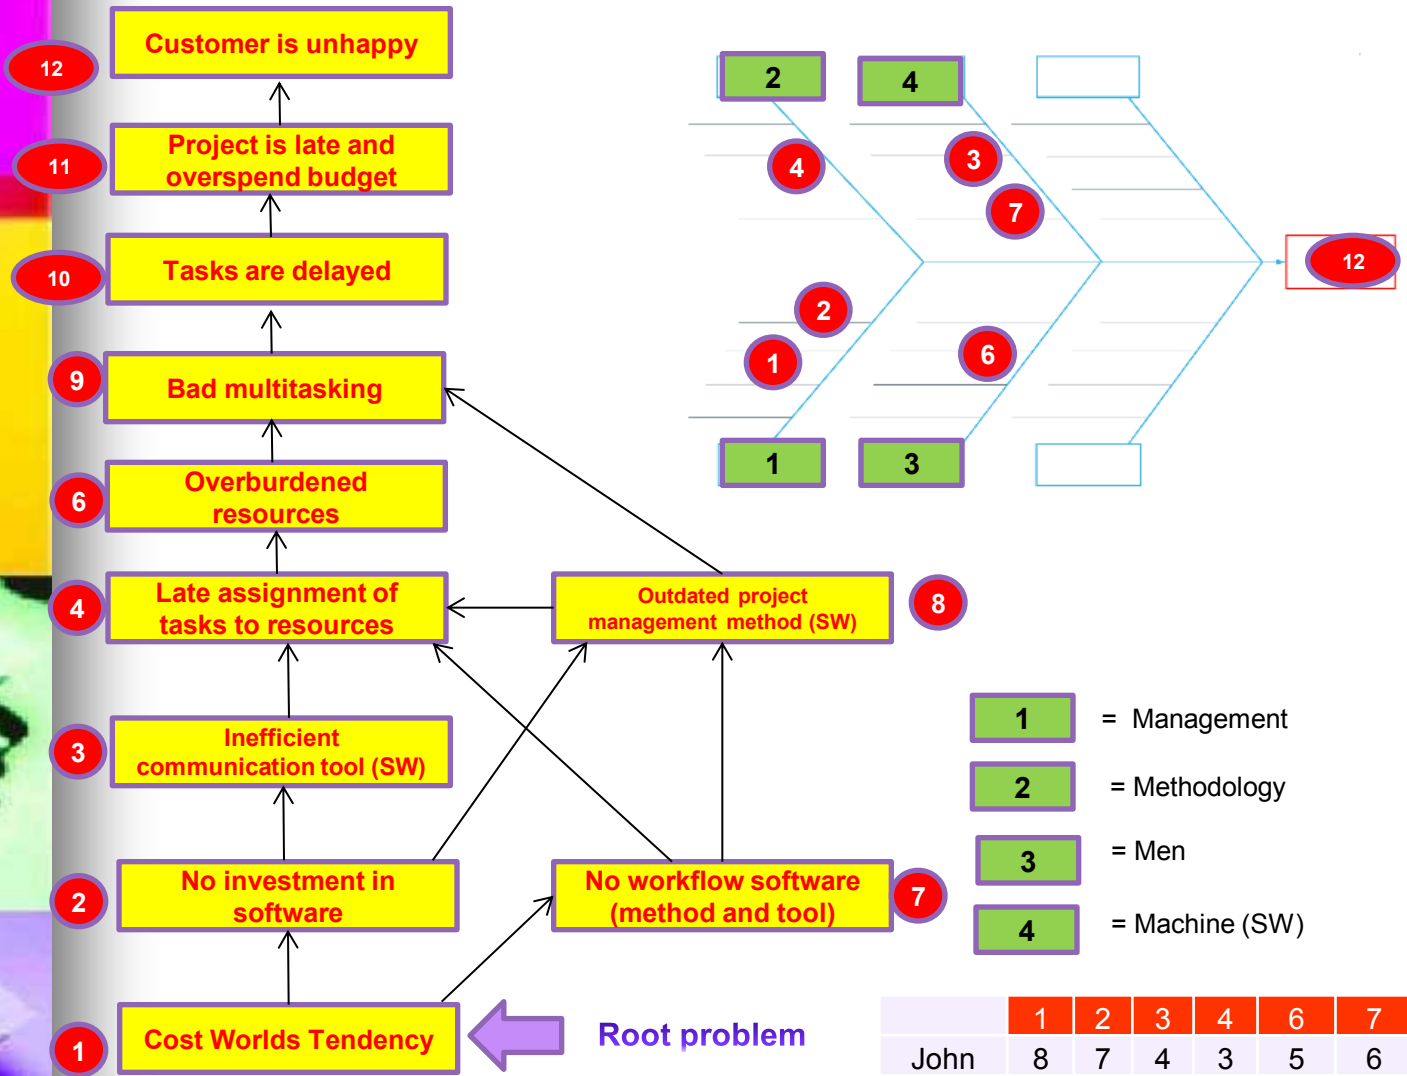 12
Customer is unhappy
11
Project is late and
overspend budget
10
Tasks are delayed
9
Bad multitasking
6
Overburdened
resources
4
Late assignment of
tasks to resources
Outdated project
management method (SW)
8
3
Inefficient
communication tool (SW)
2
No investment in
software
No workflow software
(method and tool)
7
1
Cost Worlds Tendency
Root problem
2
4
4
3
7
12
2
1
6
1
3
1 = Management
2 = Methodology
3 = Men
4 = Machine (SW)
1 2 3 4 6 7
John 8 7 4 3 5 6